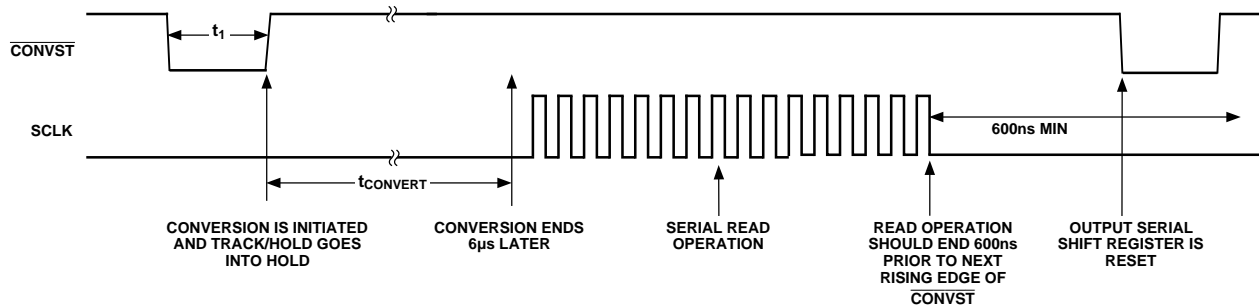 t1
CONVST
SCLK
600ns MIN
tCONVERT
CONVERSION IS INITIATED
AND TRACK/HOLD GOES
INTO HOLD
CONVERSION ENDS
6µs LATER
SERIAL READ
OPERATION
READ OPERATION
SHOULD END 600ns
PRIOR TO NEXT
RISING EDGE OF
CONVST
OUTPUT SERIAL
SHIFT REGISTER IS
RESET